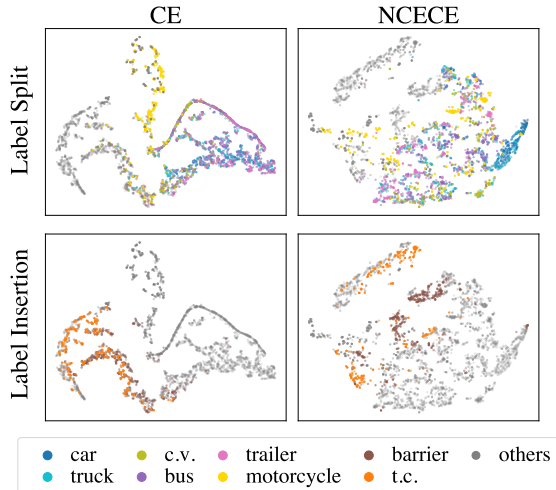 CE NCECE
Label Split
Label Insertion
car c.v. trailer barrier others
truck bus motorcycle t.c.